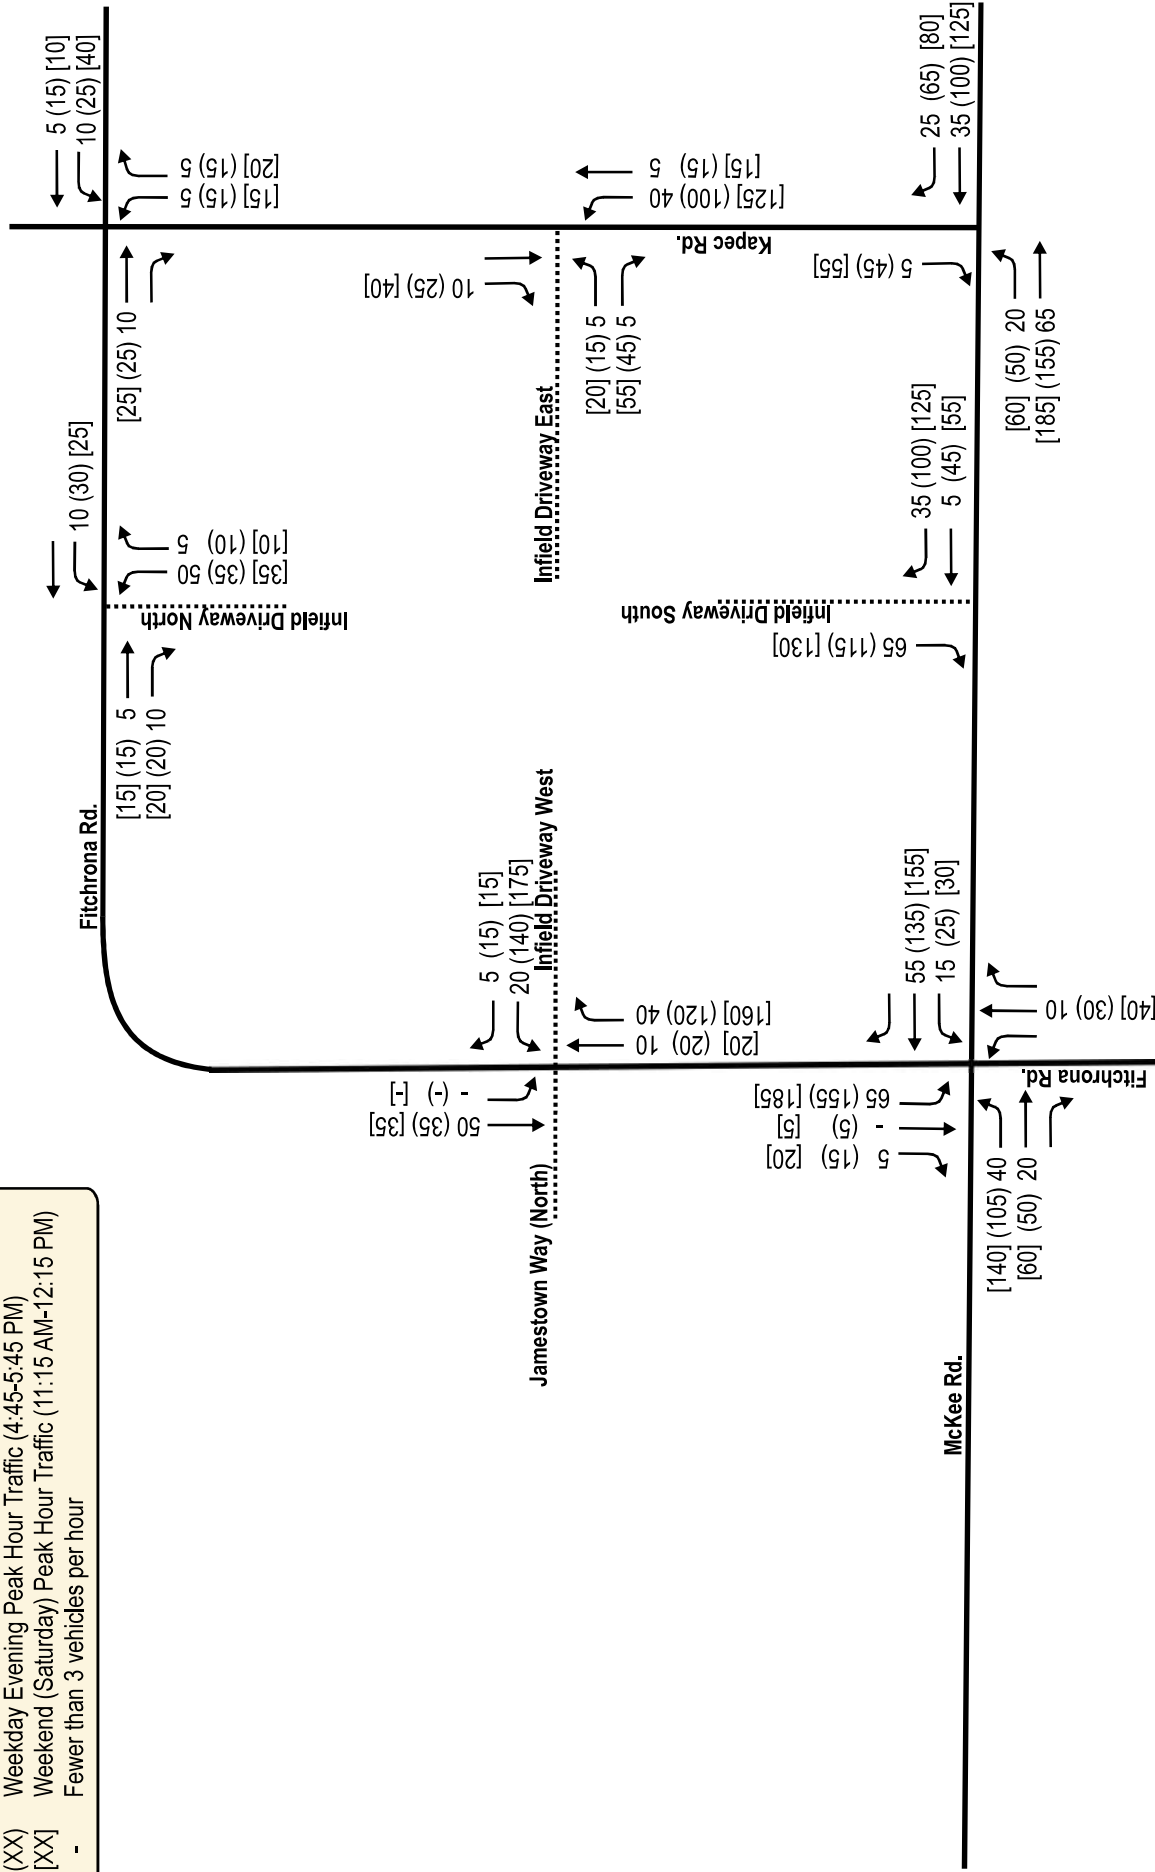 (XX) Weekday Evening Peak Hour Traffic (4:45-5:45 PM)
[XX] Weekend (Saturday) Peak Hour Traffic (11:15 AM-12:15 PM)
- Fewer than 3 vehicles per hour
Fitchrona Rd.
5 (15) [10]
10 (25) [40]
[20] (15) 5
[15] (15) 5
[25] (25) 10
10 (30) [25]
[10] (10) 5
[35] (35) 50
Infield Driveway North
[15] (15) 5
[20] (20) 10
[15] (15) 5
[125] (100) 40
Kapec Rd.
10 (25) [40]
Infield Driveway East
[20] (15) 5
[55] (45) 5
25 (65) [80]
35 (100) [125]
5 (45) [55]
[60] (50) 20
[185] (155) 65
35 (100) [125]
5 (45) [55]
Infield Driveway South
65 (115) [130]
5 (15) [15]
20 (140) [175]
Infield Driveway West
[160] (120) 40
[20] (20) 10
- (-) [-]
50 (35) [35]
Jamestown Way (North)
55 (135) [155]
15 (25) [30]
65 (155) [185]
- (5) [5]
5 (15) [20]
[40] (30) 10
Fitchrona Rd.
[140] (105) 40
[60] (50) 20
McKee Rd.